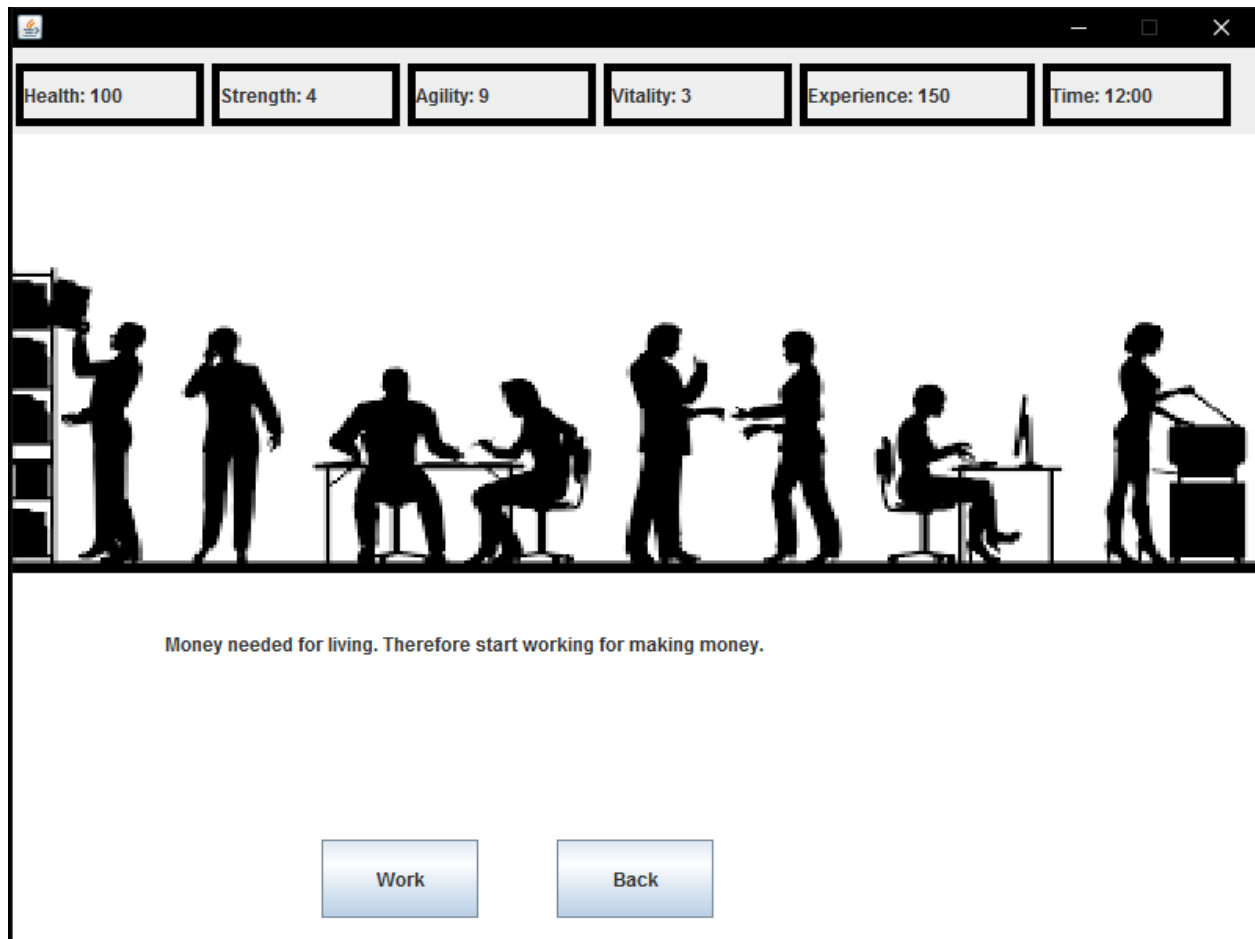 Health: 100 Strength: 4 Agility: 9 Vitality: 3 Experience: 150 Time: 12:00
Money needed for living. Therefore start working for making money.
Work Back